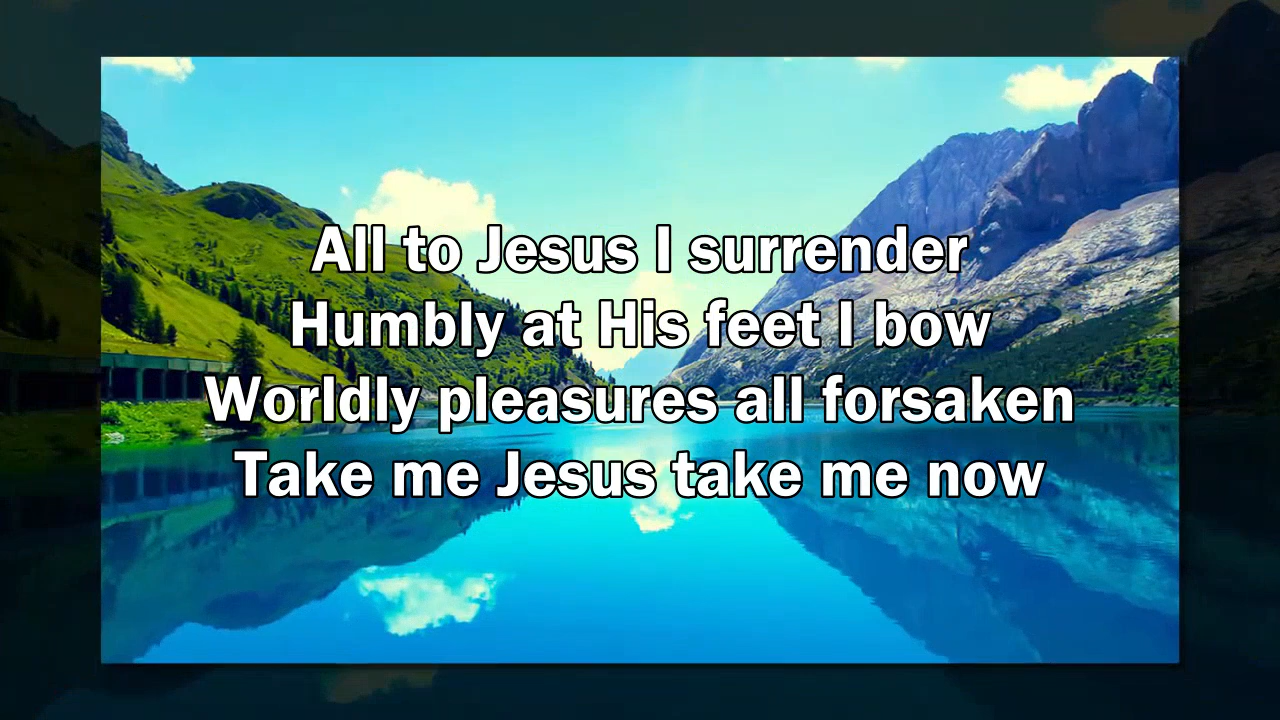 All to Jesus I surrender
Humbly at His feet I bow
Worldly pleasures all forsaken
Take me Jesus take me now